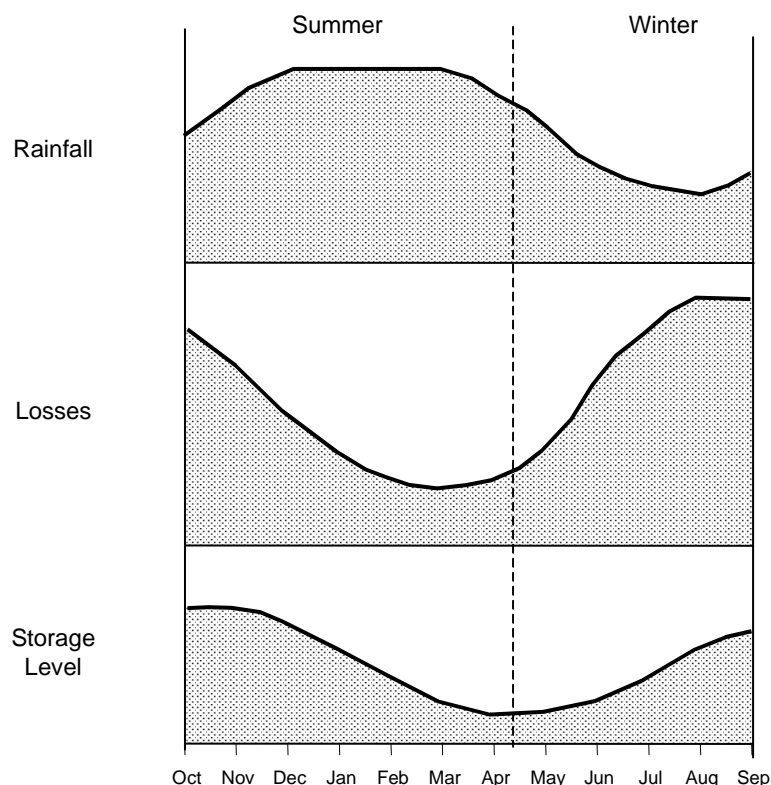 Summer Winter
Rainfall
Losses
Storage
Level
Oct Nov Dec Jan Feb Mar Apr May Jun Jul Aug Sep